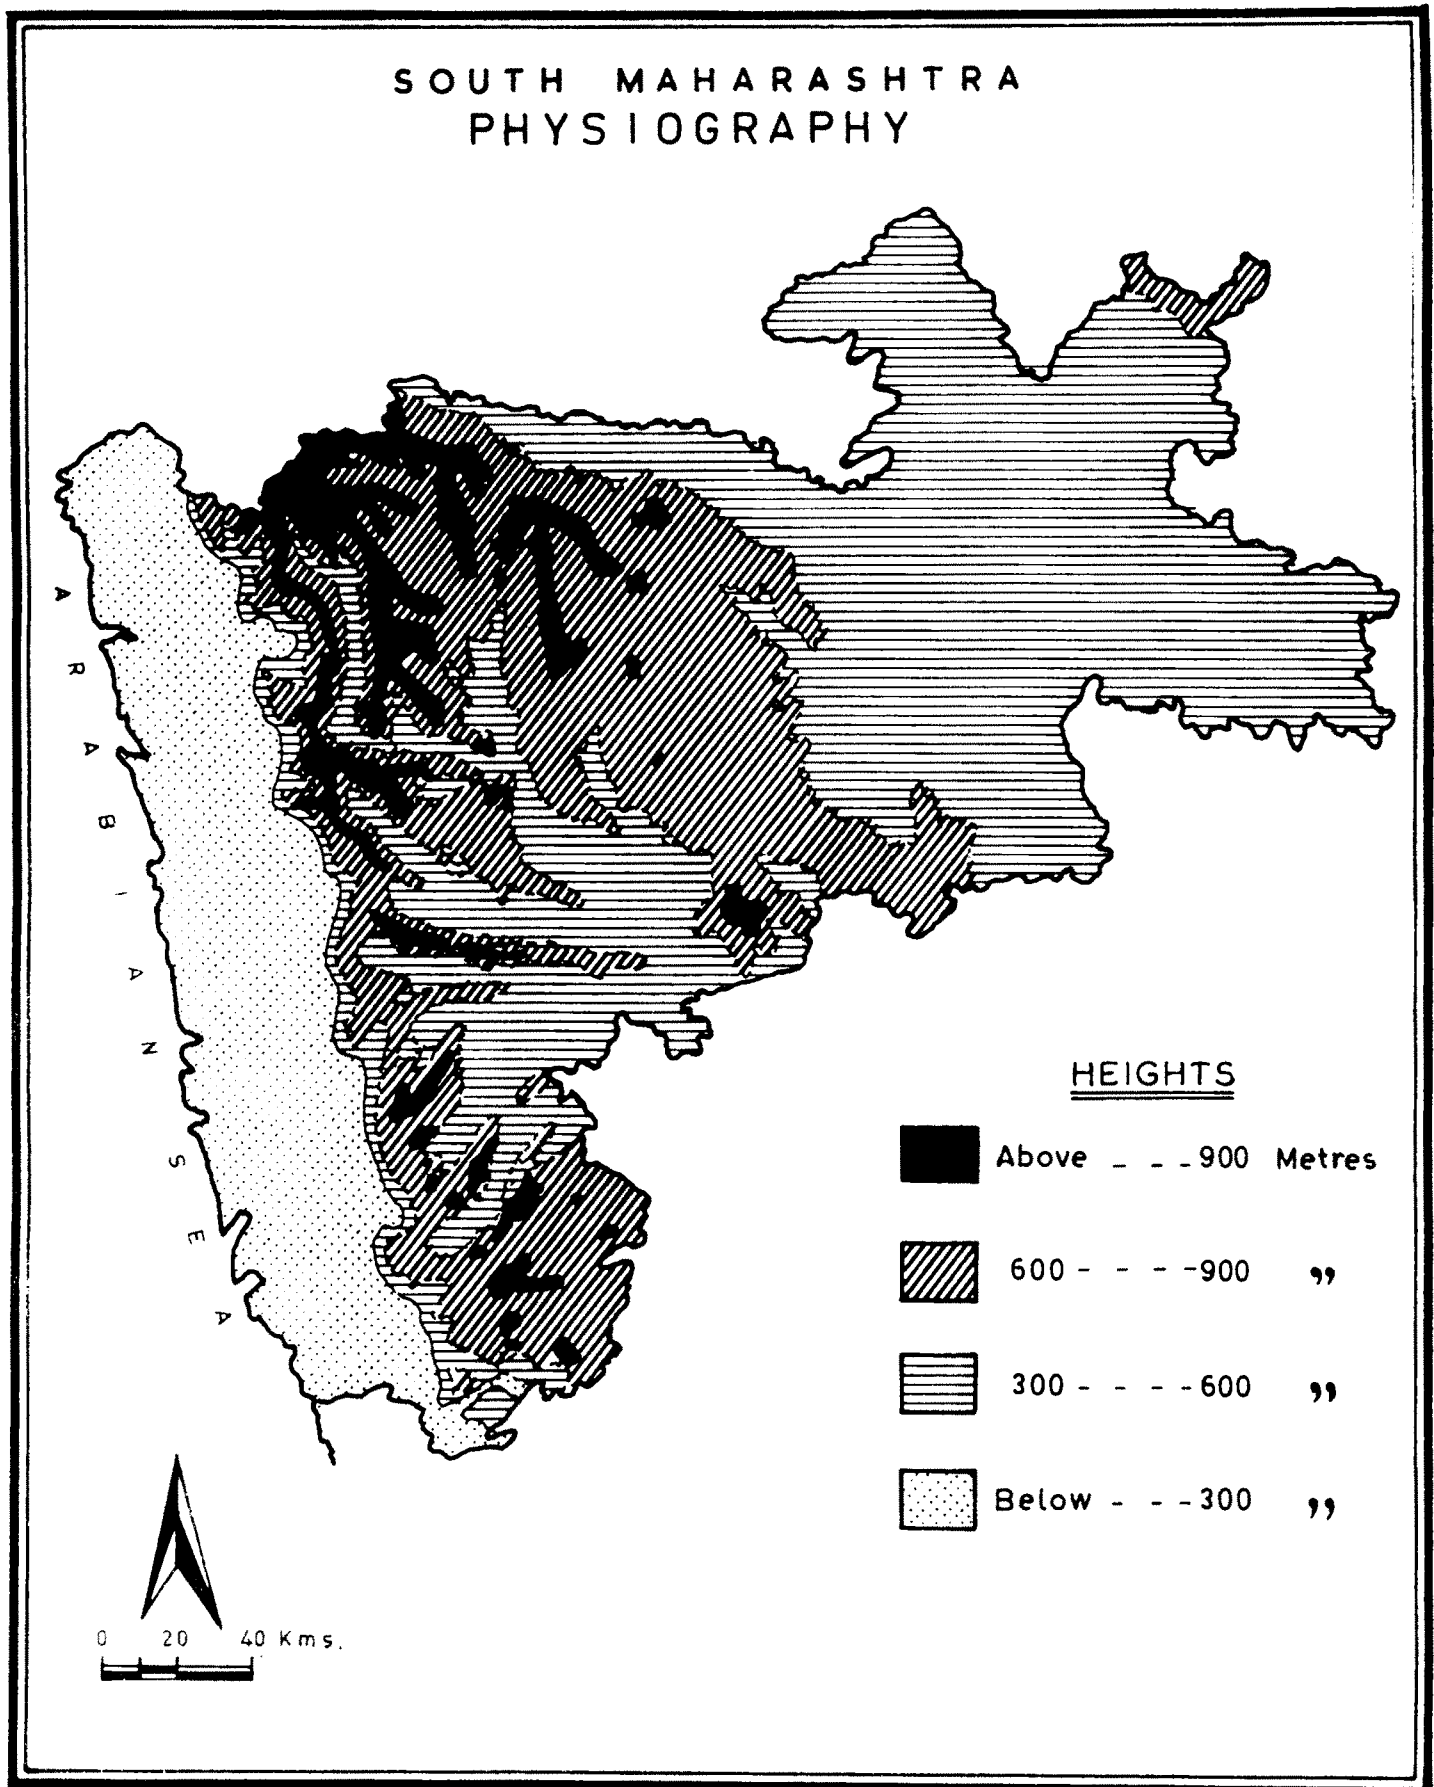 SOUTH MAHARASHTRA
PHYSIOGRAPHY
ARABIAN SEA
HEIGHTS
Above _ _ _ 900 Metres
600 - - - - 900 ,,
300 - - - - 600 ,,
Below - - - 300 ,,
0 20 40 Kms.